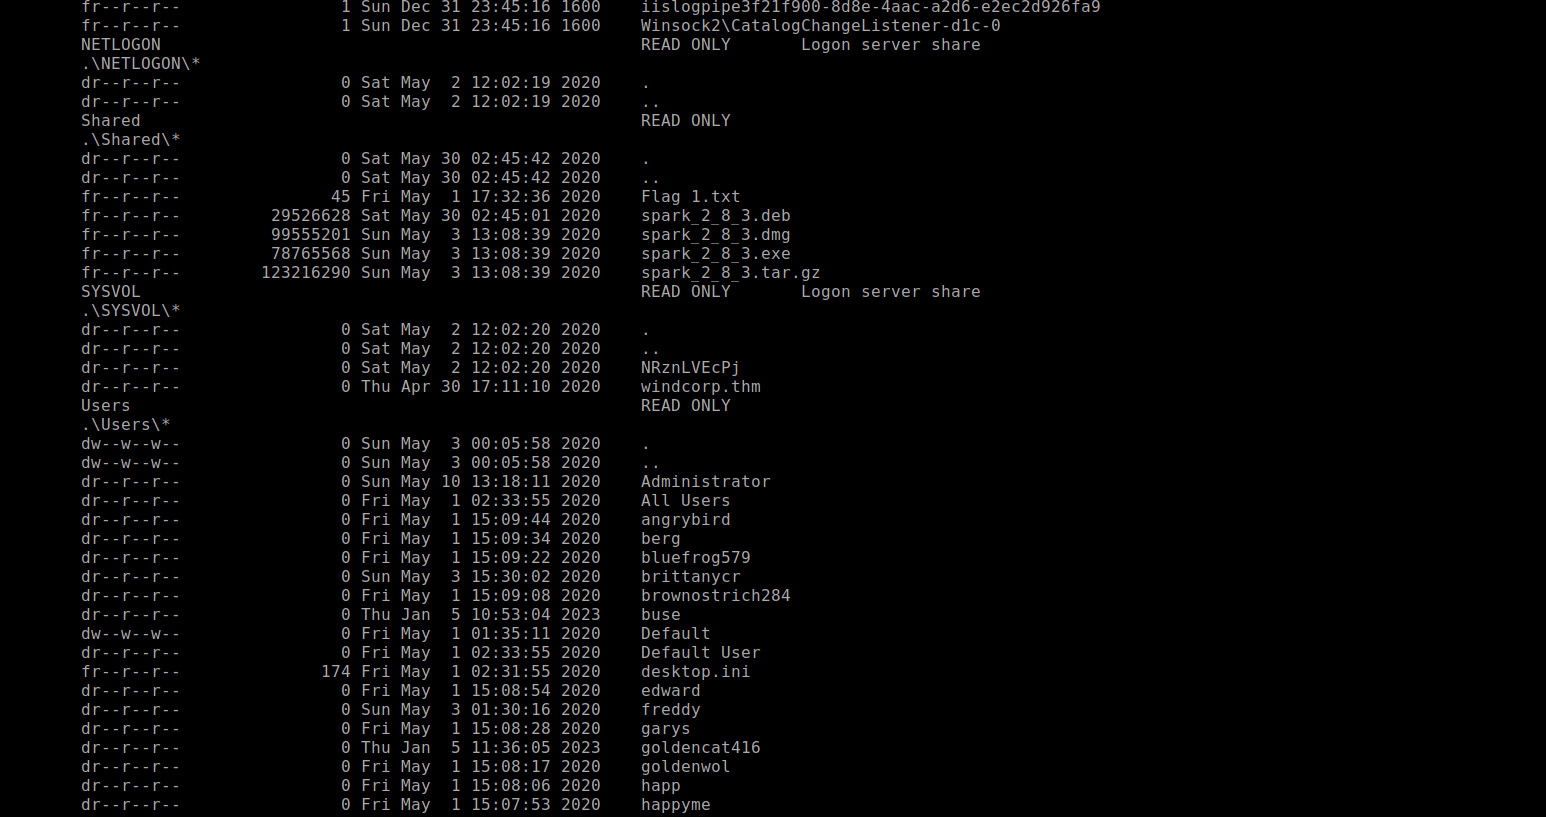 fr--r--r-- 1 Sun Dec 31 23:45:16 1600 iislogpipe3f21f900-8d8e-4aac-a2d6-e2ec2d926fa9
fr--r--r-- 1 Sun Dec 31 23:45:16 1600 Winsock2\CatalogChangeListener-d1c-0
NETLOGON READ ONLY Logon server share
.\NETLOGON\*
dr--r--r-- 0 Sat May 2 12:02:19 2020 .
dr--r--r-- 0 Sat May 2 12:02:19 2020 ..
Shared READ ONLY
.\Shared\*
dr--r--r-- 0 Sat May 30 02:45:42 2020 .
dr--r--r-- 0 Sat May 30 02:45:42 2020 ..
fr--r--r-- 45 Fri May 1 17:32:36 2020 Flag 1.txt
fr--r--r-- 29526628 Sat May 30 02:45:01 2020 spark_2_8_3.deb
fr--r--r-- 99555201 Sun May 3 13:08:39 2020 spark_2_8_3.dmg
fr--r--r-- 78765568 Sun May 3 13:08:39 2020 spark_2_8_3.exe
fr--r--r-- 123216290 Sun May 3 13:08:39 2020 spark_2_8_3.tar.gz
SYSVOL READ ONLY Logon server share
.\SYSVOL\*
dr--r--r-- 0 Sat May 2 12:02:20 2020 .
dr--r--r-- 0 Sat May 2 12:02:20 2020 ..
dr--r--r-- 0 Sat May 2 12:02:20 2020 NRznLVEcPj
dr--r--r-- 0 Thu Apr 30 17:11:10 2020 windcorp.thm
Users READ ONLY
.\Users\*
dw--w--w-- 0 Sun May 3 00:05:58 2020 .
dw--w--w-- 0 Sun May 3 00:05:58 2020 ..
dr--r--r-- 0 Sun May 10 13:18:11 2020 Administrator
dr--r--r-- 0 Fri May 1 02:33:55 2020 All Users
dr--r--r-- 0 Fri May 1 15:09:44 2020 angrybird
dr--r--r-- 0 Fri May 1 15:09:34 2020 berg
dr--r--r-- 0 Fri May 1 15:09:22 2020 bluefrog579
dr--r--r-- 0 Sun May 3 15:30:02 2020 brittanycr
dr--r--r-- 0 Fri May 1 15:09:08 2020 brownostrich284
dr--r--r-- 0 Thu Jan 5 10:53:04 2023 buse
dw--w--w-- 0 Fri May 1 01:35:11 2020 Default
dr--r--r-- 0 Fri May 1 02:33:55 2020 Default User
fr--r--r-- 174 Fri May 1 02:31:55 2020 desktop.ini
dr--r--r-- 0 Fri May 1 15:08:54 2020 edward
dr--r--r-- 0 Sun May 3 01:30:16 2020 freddy
dr--r--r-- 0 Fri May 1 15:08:28 2020 garys
dr--r--r-- 0 Thu Jan 5 11:36:05 2023 goldencat416
dr--r--r-- 0 Fri May 1 15:08:17 2020 goldenwol
dr--r--r-- 0 Fri May 1 15:08:06 2020 happ
dr--r--r-- 0 Fri May 1 15:07:53 2020 happyme